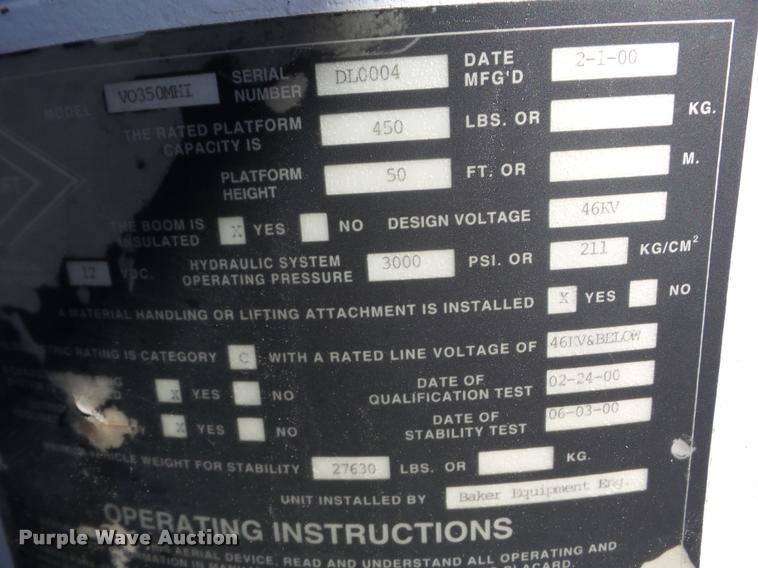 MODEL VO350MHI SERIAL NUMBER DL0004 DATE MFG'D 2-1-00
THE RATED PLATFORM CAPACITY IS 450 LBS. OR KG.
PLATFORM HEIGHT 50 FT. OR M.
THE BOOM IS INSULATED X YES NO DESIGN VOLTAGE 46KV
12 VDC. HYDRAULIC SYSTEM OPERATING PRESSURE 3000 PSI. OR 211 KG/CM²
A MATERIAL HANDLING OR LIFTING ATTACHMENT IS INSTALLED X YES NO
RATING IS CATEGORY C WITH A RATED LINE VOLTAGE OF 46KV&BELOW
X YES NO DATE OF QUALIFICATION TEST 02-24-00
X YES NO DATE OF STABILITY TEST 06-03-00
VEHICLE WEIGHT FOR STABILITY 27630 LBS. OR KG.
UNIT INSTALLED BY Baker Equipment Eng.
OPERATING INSTRUCTIONS
THIS AERIAL DEVICE, READ AND UNDERSTAND ALL OPERATING AND
INFORMATION IN PLACARD.
Purple Wave Auction